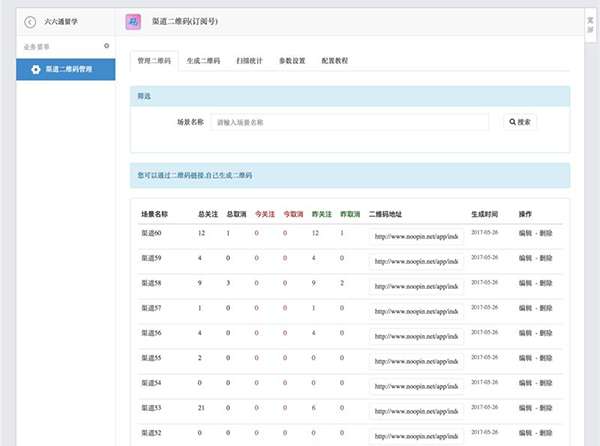 六六通留学
渠道二维码(订阅号)
宽屏
业务菜单
渠道二维码管理
管理二维码 生成二维码 扫描统计 参数设置 配置教程
筛选
场景名称 请输入场景名称 搜索
您可以通过二维码链接,自己生成二维码
场景名称 总关注 总取消 今关注 今取消 昨关注 昨取消 二维码地址 生成时间 操作
渠道60 12 1 0 0 12 1 http://www.noopin.net/app/inde 2017-05-26 编辑 - 删除
渠道59 4 0 0 0 4 0 http://www.noopin.net/app/inde 2017-05-26 编辑 - 删除
渠道58 9 3 0 0 9 2 http://www.noopin.net/app/inde 2017-05-26 编辑 - 删除
渠道57 1 0 0 0 1 0 http://www.noopin.net/app/inde 2017-05-26 编辑 - 删除
渠道56 4 0 0 0 4 0 http://www.noopin.net/app/inde 2017-05-26 编辑 - 删除
渠道55 2 0 0 0 0 0 http://www.noopin.net/app/inde 2017-05-26 编辑 - 删除
渠道54 0 0 0 0 0 0 http://www.noopin.net/app/inde 2017-05-26 编辑 - 删除
渠道53 21 0 0 0 6 0 http://www.noopin.net/app/inde 2017-05-26 编辑 - 删除
渠道52 0 0 0 0 0 0 http://www.noopin.net/app/inde 2017-05-26 编辑 - 删除